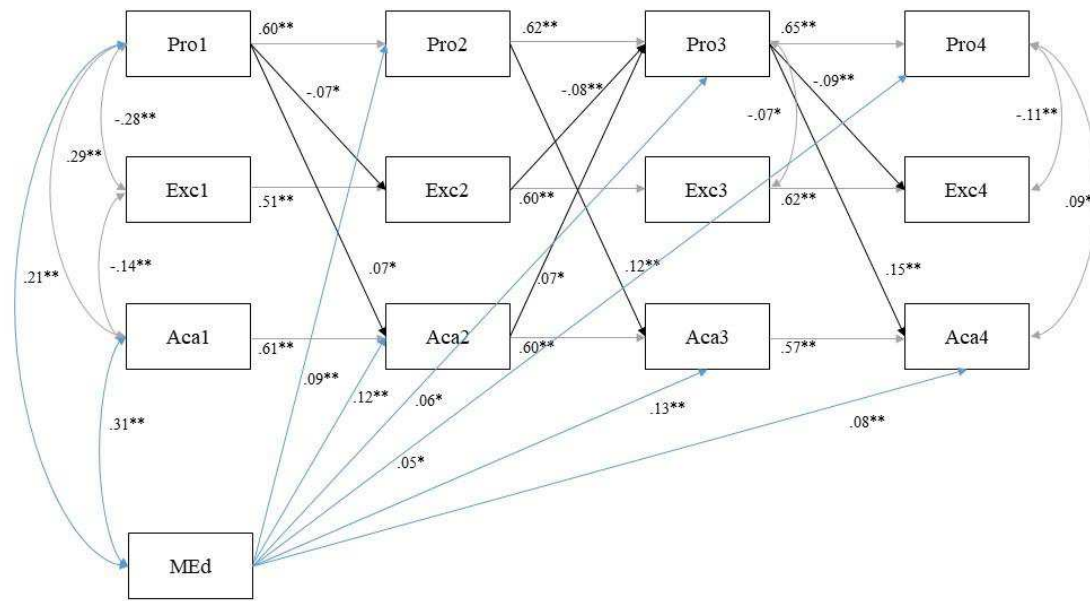 Pro1
.60**
Pro2
.62**
Pro3
.65**
Pro4
-.07*
-.08**
-.09**
-.28**
-.07*
-.11**
.29**
Exc1
.51**
Exc2
.60**
Exc3
.62**
Exc4
.09*
-.14**
.21**
.07*
.07*
.12**
.15**
Aca1
.61**
Aca2
.60**
Aca3
.57**
Aca4
.09**
.12**
.06*
.13**
.08**
.31**
.05*
MEd